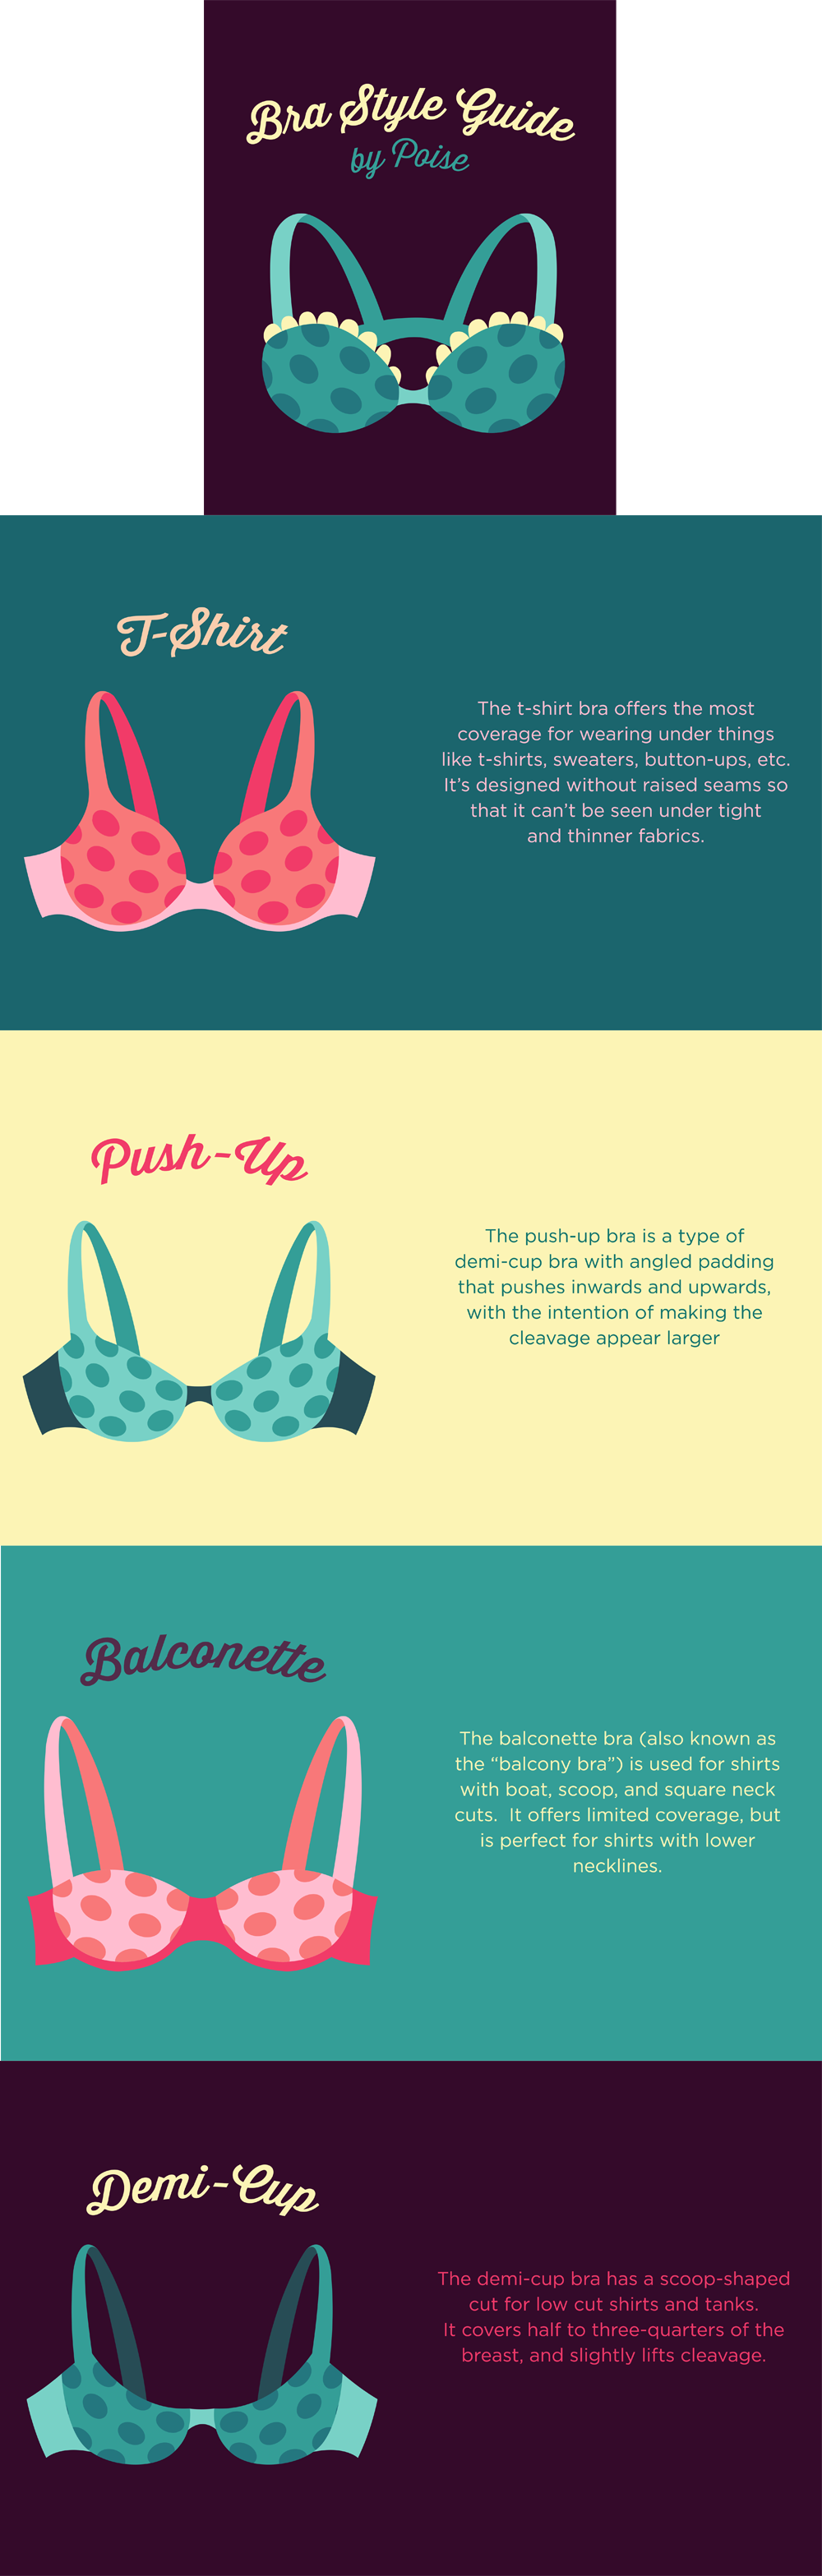 Bra Style Guide
by Poise
T-Shirt
The t-shirt bra offers the most
coverage for wearing under things
like t-shirts, sweaters, button-ups, etc.
It’s designed without raised seams so
that it can’t be seen under tight
and thinner fabrics.
Push-Up
The push-up bra is a type of
demi-cup bra with angled padding
that pushes inwards and upwards,
with the intention of making the
cleavage appear larger
Balconette
The balconette bra (also known as
the “balcony bra”) is used for shirts
with boat, scoop, and square neck
cuts.  It offers limited coverage, but
is perfect for shirts with lower
necklines.
Demi-Cup
The demi-cup bra has a scoop-shaped
cut for low cut shirts and tanks.
It covers half to three-quarters of the
breast, and slightly lifts cleavage.